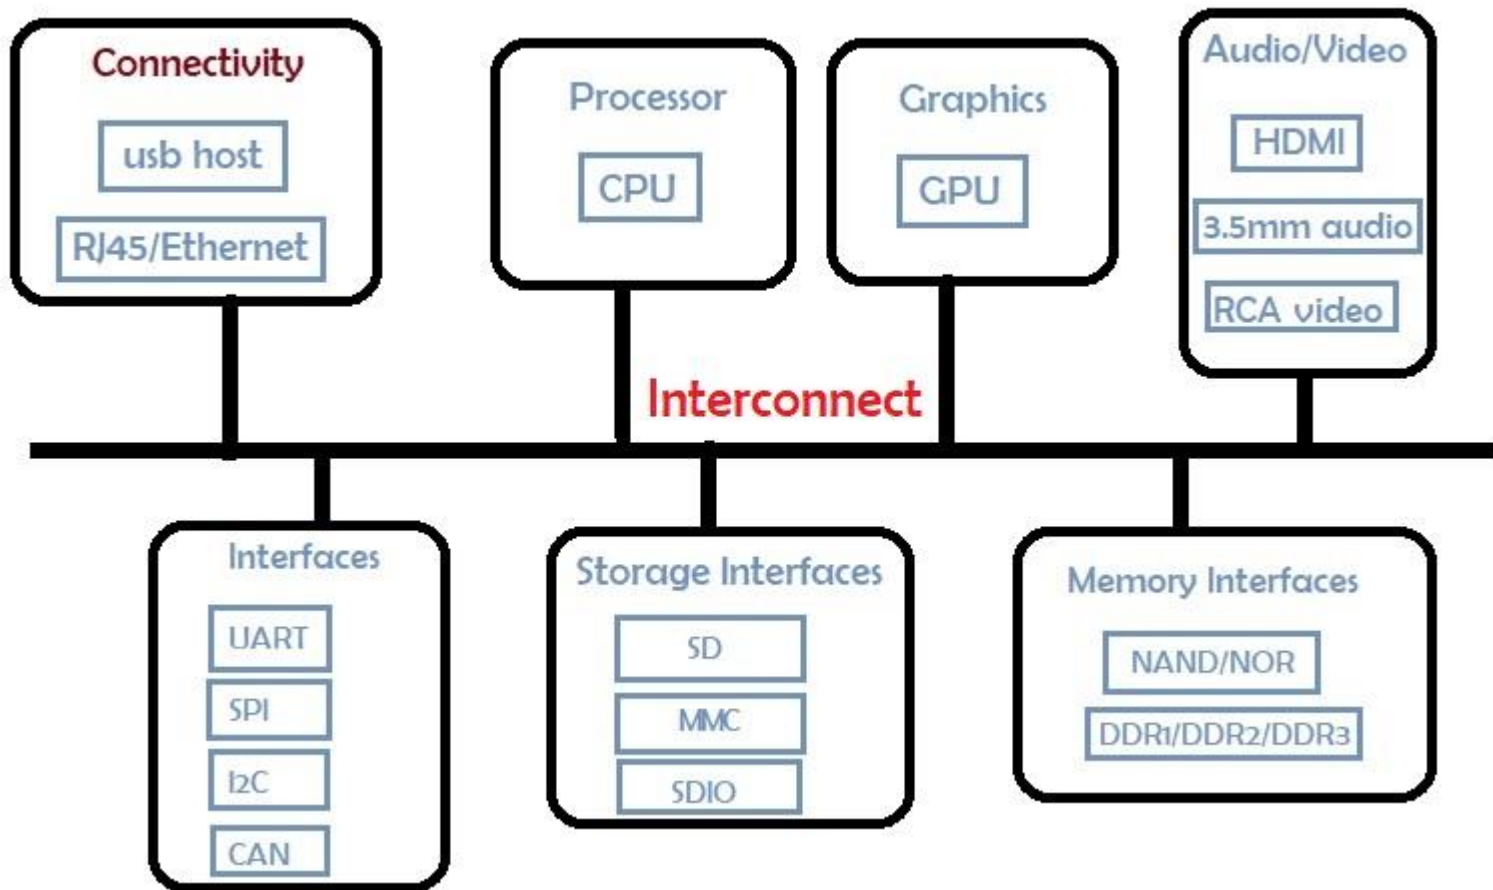 Connectivity
usb host
RJ45/Ethernet
Processor
CPU
Graphics
GPU
Audio/Video
HDMI
3.5mm audio
RCA video
Interconnect
Interfaces
UART
SPI
I2C
CAN
Storage Interfaces
SD
MMC
SDIO
Memory Interfaces
NAND/NOR
DDR1/DDR2/DDR3